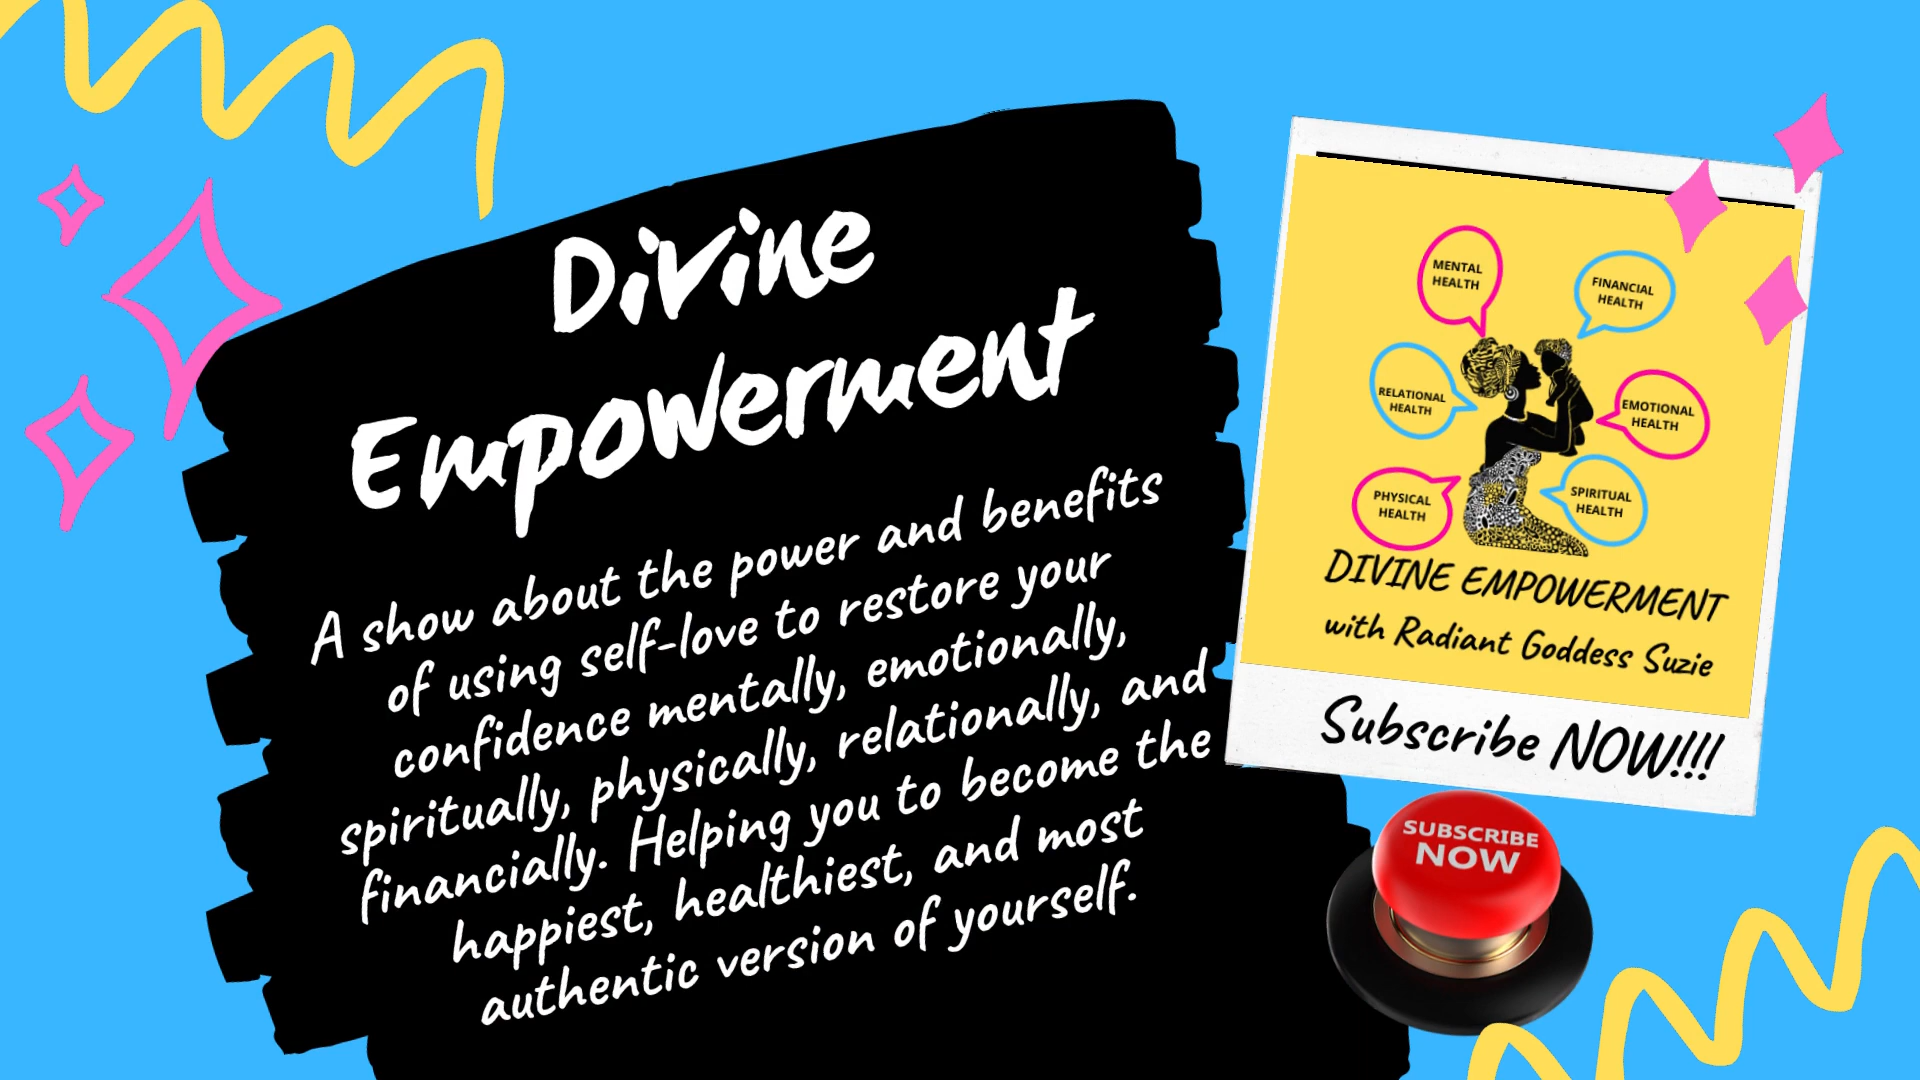 Divine
Empowerment
A show about the power and benefits
of using self-love to restore your
confidence mentally, emotionally,
spiritually, physically, relationally, and
financially. Helping you to become the
happiest, healthiest, and most
authentic version of yourself.
MENTAL
HEALTH
FINANCIAL
HEALTH
RELATIONAL
HEALTH
EMOTIONAL
HEALTH
PHYSICAL
HEALTH
SPIRITUAL
HEALTH
DIVINE EMPOWERMENT
with Radiant Goddess Suzie
Subscribe NOW!!!
SUBSCRIBE
NOW